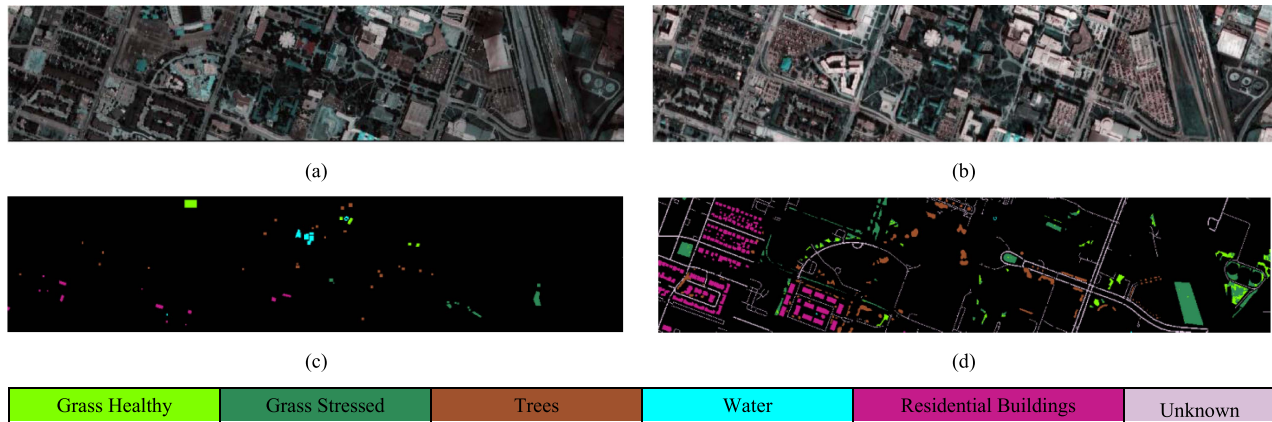 (a) (b)
(c) (d)
Grass Healthy Grass Stressed Trees Water Residential Buildings Unknown